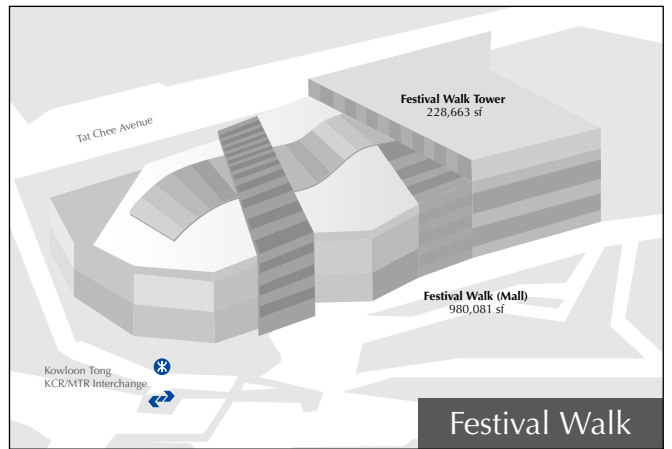 Festival Walk Tower
228,663 sf
Tat Chee Avenue
Festival Walk (Mall)
980,081 sf
Kowloon Tong
KCR/MTR Interchange
Festival Walk